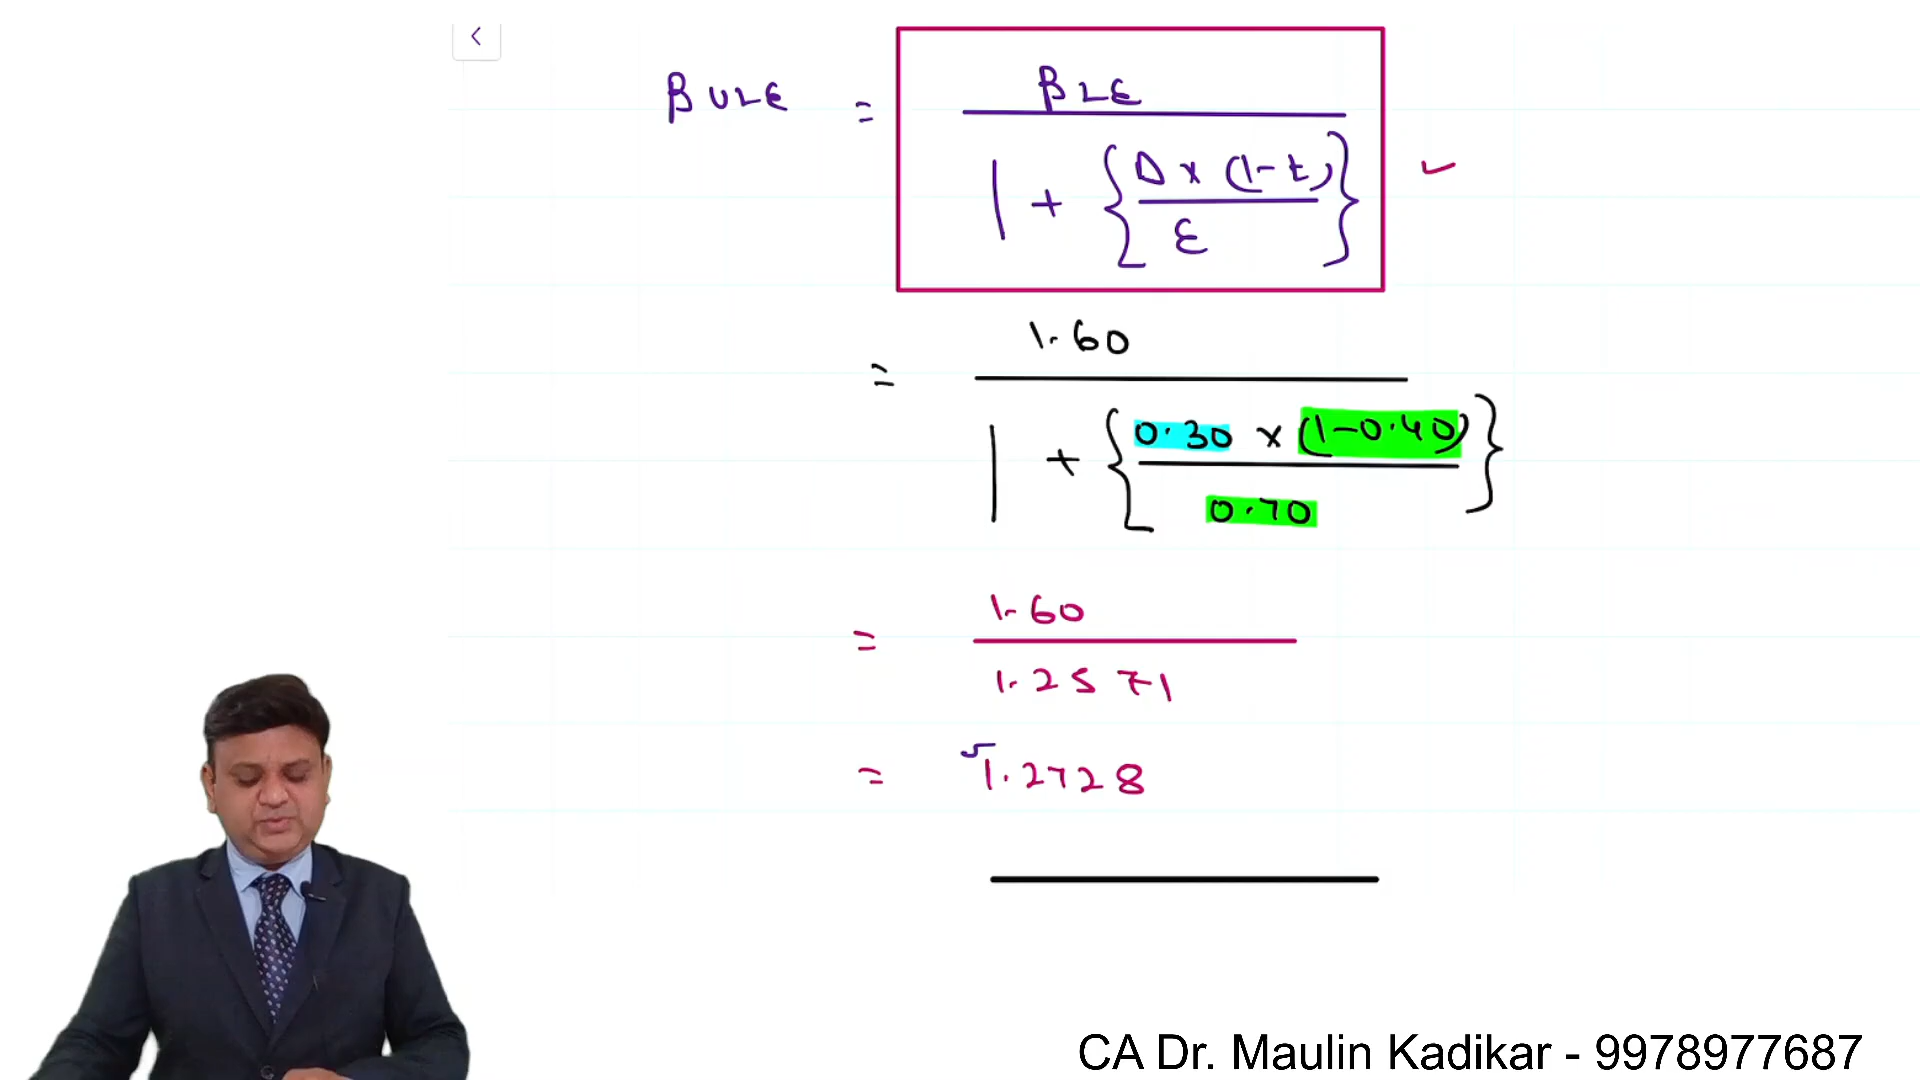 β ULE = β LE
1 + { D x (1-t) / E }
= 1.60
1 + { 0.30 x (1-0.40) / 0.70 }
= 1.60
1.2571
= 1.2728
CA Dr. Maulin Kadikar - 9978977687